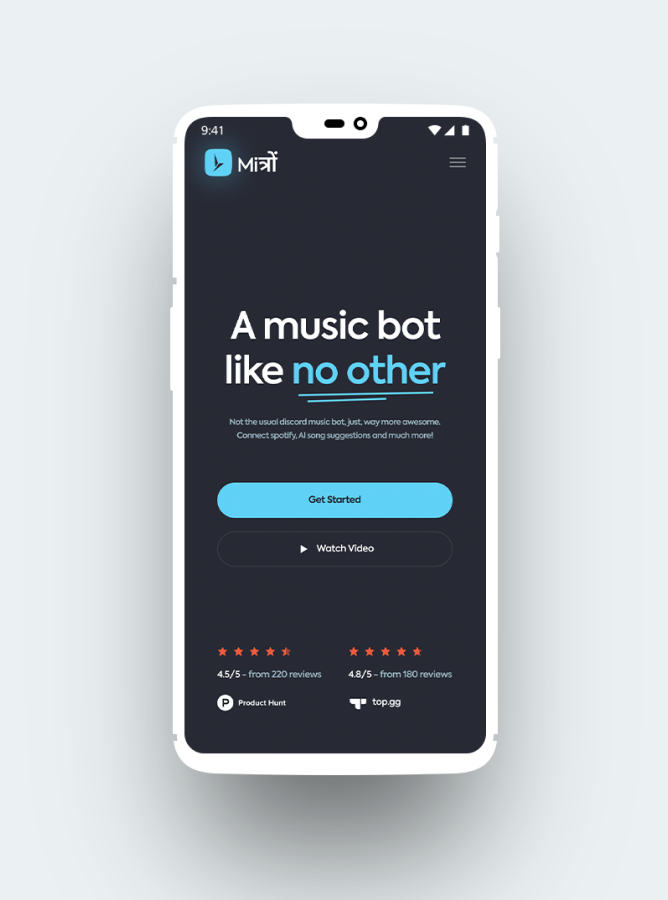 9:41
Miत्रों
A music bot
like no other
Not the usual discord music bot, just, way more awesome.
Connect spotify, AI song suggestions and much more!
Get Started
Watch Video
4.5/5 - from 220 reviews
4.8/5 - from 180 reviews
P Product Hunt
top.gg